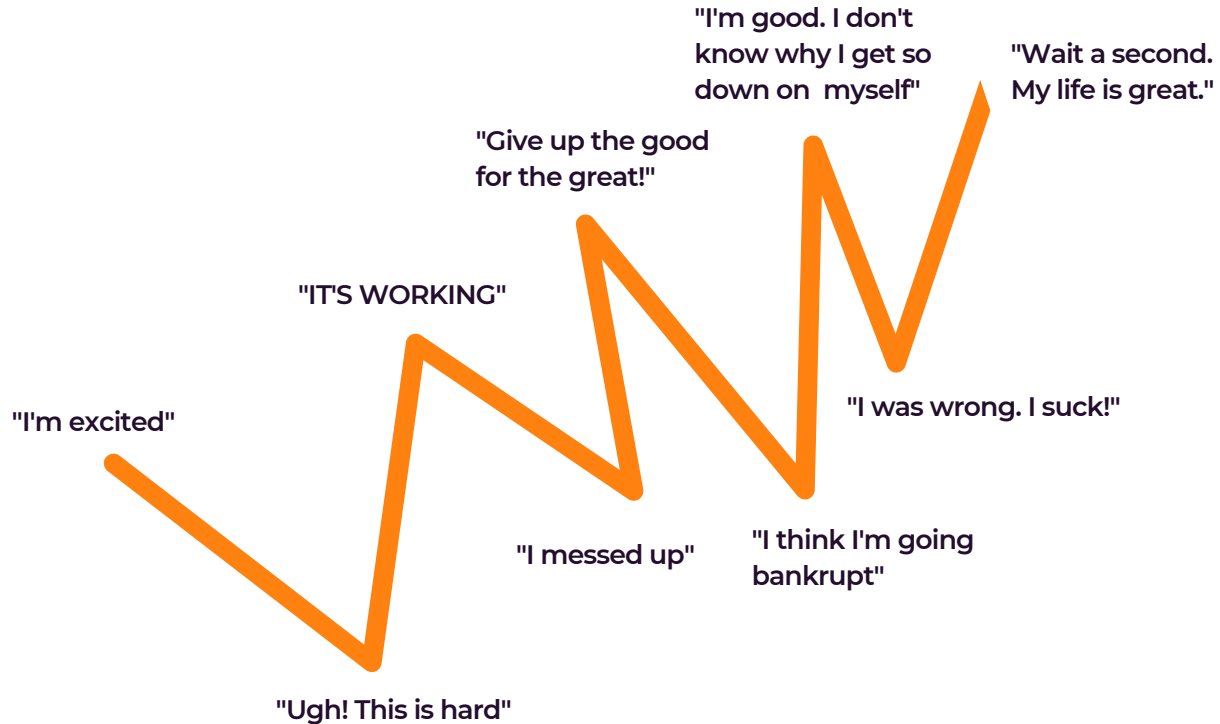 "I'm excited"
"Ugh! This is hard"
"IT'S WORKING"
"I messed up"
"Give up the good
for the great!"
"I think I'm going
bankrupt"
"I'm good. I don't
know why I get so
down on  myself"
"I was wrong. I suck!"
"Wait a second.
My life is great."